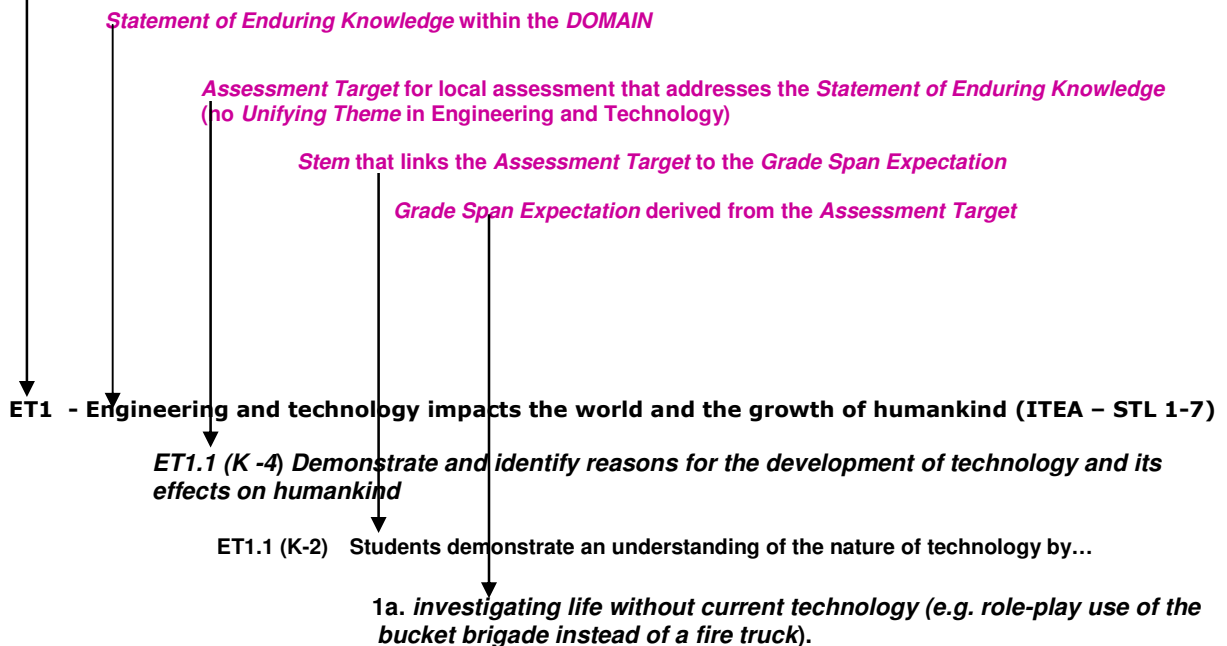 Statement of Enduring Knowledge within the DOMAIN
Assessment Target for local assessment that addresses the Statement of Enduring Knowledge
(no Unifying Theme in Engineering and Technology)
Stem that links the Assessment Target to the Grade Span Expectation
Grade Span Expectation derived from the Assessment Target
ET1 - Engineering and technology impacts the world and the growth of humankind (ITEA – STL 1-7)
ET1.1 (K -4) Demonstrate and identify reasons for the development of technology and its
effects on humankind
ET1.1 (K-2) Students demonstrate an understanding of the nature of technology by…
1a. investigating life without current technology (e.g. role-play use of the
bucket brigade instead of a fire truck).